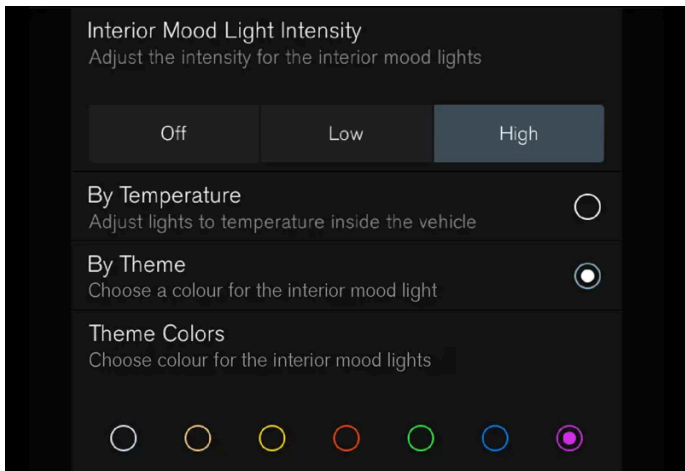 Interior Mood Light Intensity
Adjust the intensity for the interior mood lights
Off Low High
By Temperature
Adjust lights to temperature inside the vehicle
By Theme
Choose a colour for the interior mood light
Theme Colors
Choose colour for the interior mood lights